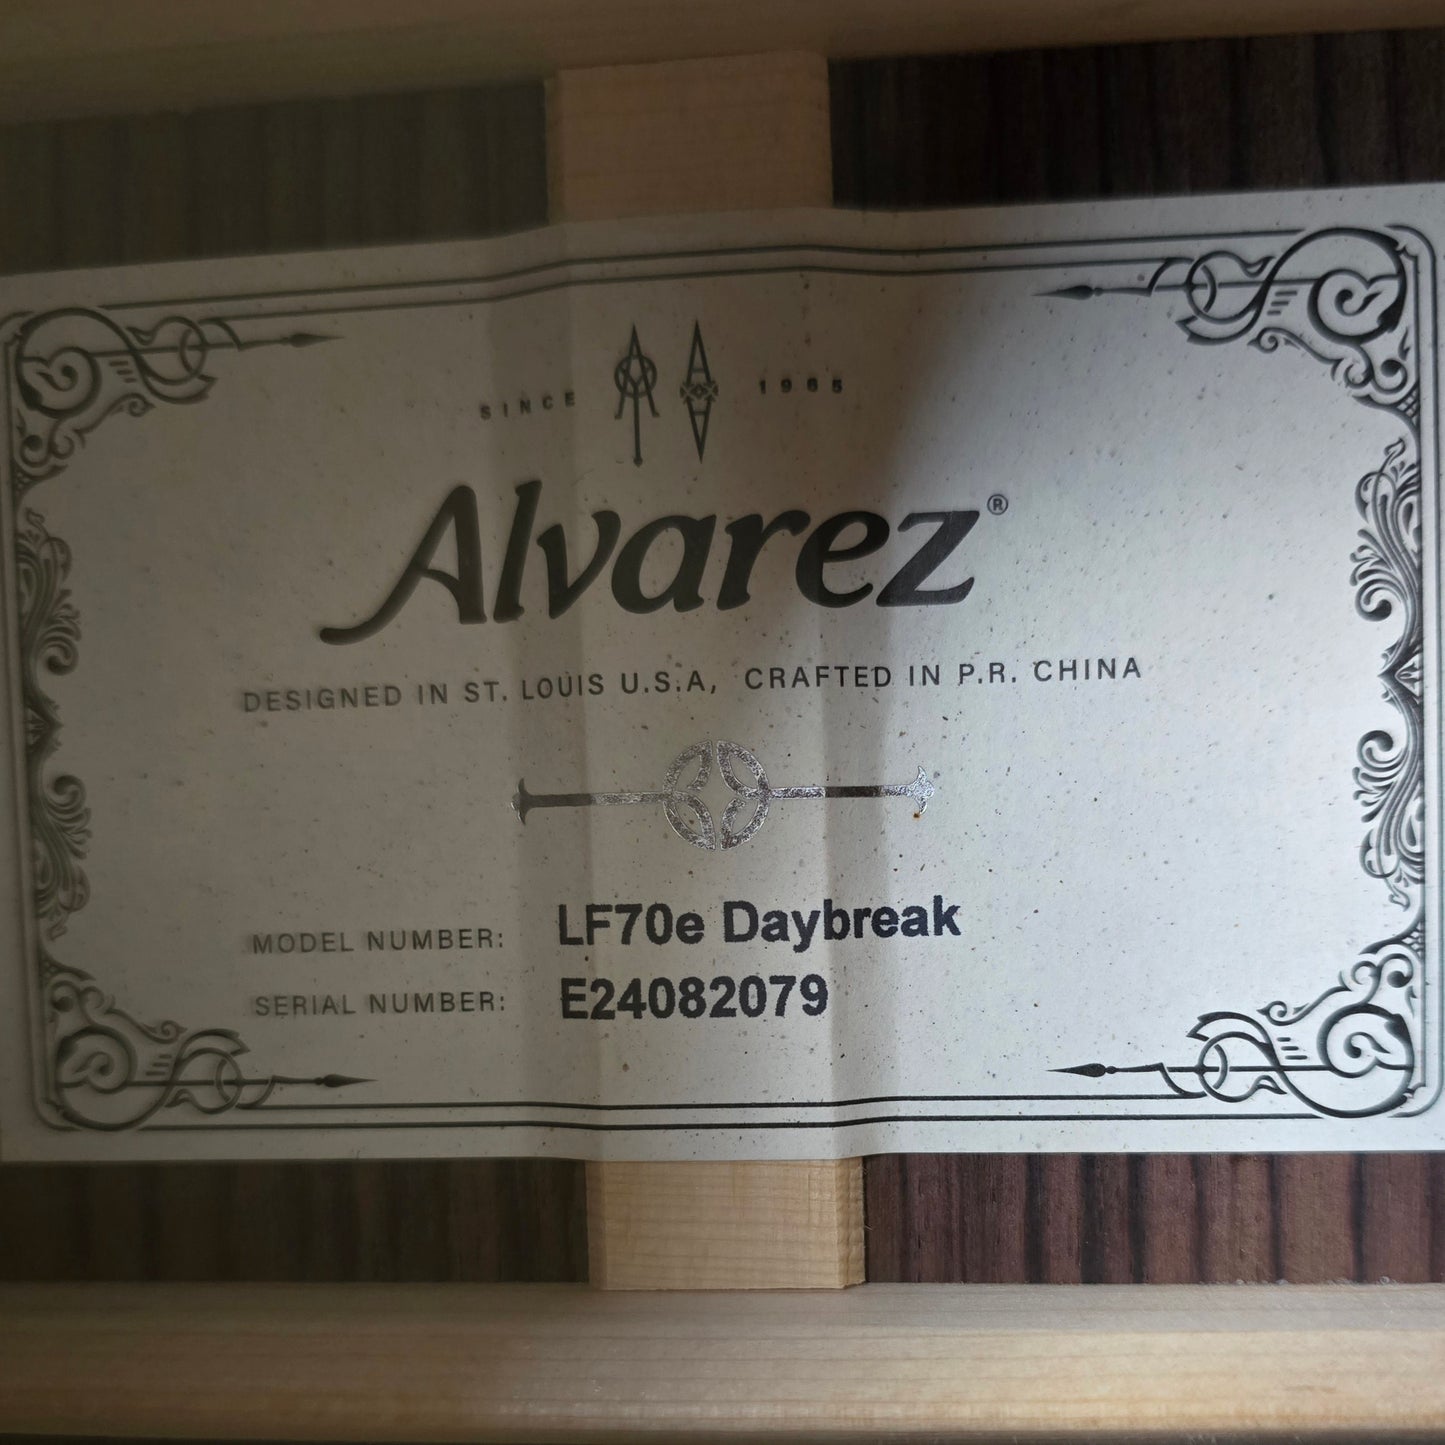 SINCE 1965
Alvarez®
DESIGNED IN ST. LOUIS U.S.A, CRAFTED IN P.R. CHINA
MODEL NUMBER: LF70e Daybreak
SERIAL NUMBER: E24082079